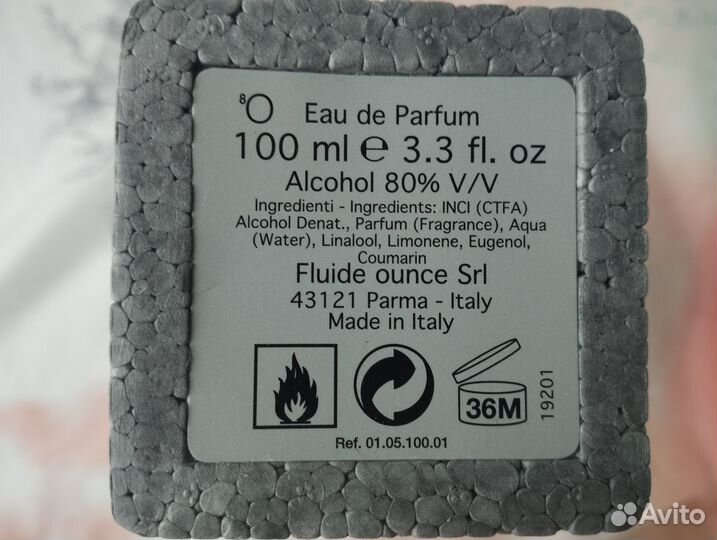 8O
Eau de Parfum
100 ml e 3.3 fl. oz
Alcohol 80% V/V
Ingredienti - Ingredients: INCI (CTFA)
Alcohol Denat., Parfum (Fragrance), Aqua
(Water), Linalool, Limonene, Eugenol,
Coumarin
Fluide ounce Srl
43121 Parma - Italy
Made in Italy
36M
19201
Ref. 01.05.100.01
Avito